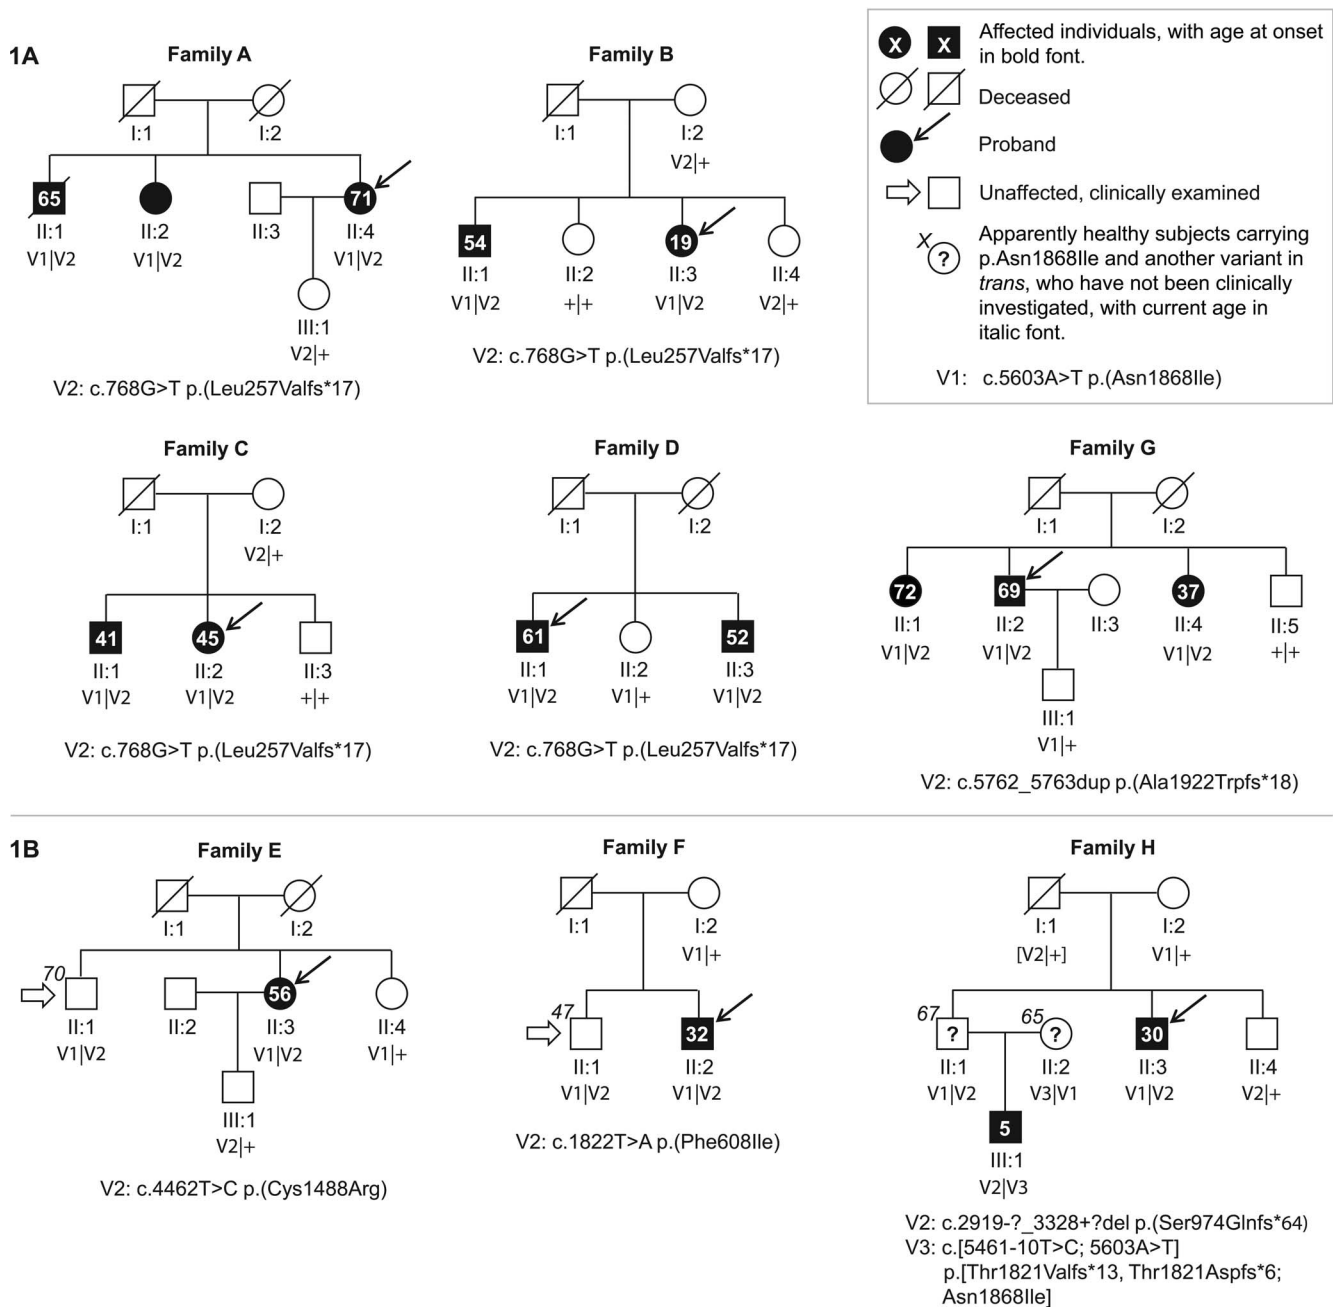 1A
Family A
I:1 I:2
65 71
II:1 II:2 II:3 II:4
V1|V2 V1|V2 V1|V2
III:1
V2|+
V2: c.768G>T p.(Leu257Valfs*17)
Family B
I:1 I:2
V2|+
54 19
II:1 II:2 II:3 II:4
V1|V2 +|+ V1|V2 V2|+
V2: c.768G>T p.(Leu257Valfs*17)
X X Affected individuals, with age at onset
in bold font.
Deceased
Proband
Unaffected, clinically examined
X ? Apparently healthy subjects carrying
p.Asn1868Ile and another variant in
trans, who have not been clinically
investigated, with current age in
italic font.
V1: c.5603A>T p.(Asn1868Ile)
Family C
I:1 I:2
V2|+
41 45
II:1 II:2 II:3
V1|V2 V1|V2 +|+
V2: c.768G>T p.(Leu257Valfs*17)
Family D
I:1 I:2
61 52
II:1 II:2 II:3
V1|V2 V1|+ V1|V2
V2: c.768G>T p.(Leu257Valfs*17)
Family G
I:1 I:2
72 69 37
II:1 II:2 II:3 II:4 II:5
V1|V2 V1|V2 V1|V2 +|+
III:1
V1|+
V2: c.5762_5763dup p.(Ala1922Trpfs*18)
1B
Family E
I:1 I:2
70 56
II:1 II:2 II:3 II:4
V1|V2 V1|V2 V1|+
III:1
V2|+
V2: c.4462T>C p.(Cys1488Arg)
Family F
I:1 I:2
V1|+
47 32
II:1 II:2
V1|V2 V1|V2
V2: c.1822T>A p.(Phe608Ile)
Family H
I:1 I:2
[V2|+] V1|+
67 ? 65 ? 30
II:1 II:2 II:3 II:4
V1|V2 V3|V1 V1|V2 V2|+
5
III:1
V2|V3
V2: c.2919-?_3328+?del p.(Ser974Glnfs*64)
V3: c.[5461-10T>C; 5603A>T]
p.[Thr1821Valfs*13, Thr1821Aspfs*6;
Asn1868Ile]